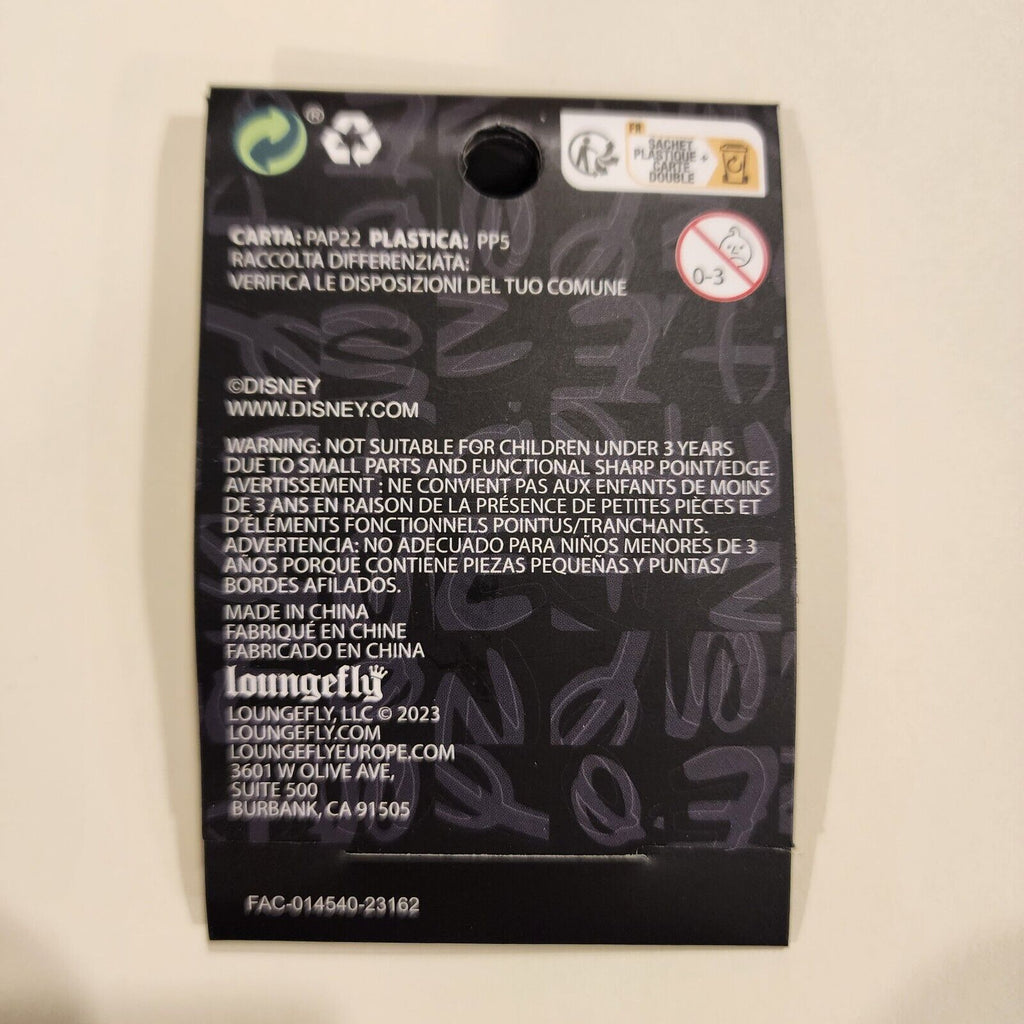 ®
FR
SACHET
PLASTIQUE +
CARTE
DOUBLE
CARTA: PAP22 PLASTICA: PP5
RACCOLTA DIFFERENZIATA:
VERIFICA LE DISPOSIZIONI DEL TUO COMUNE
0-3
©DISNEY
WWW.DISNEY.COM
WARNING: NOT SUITABLE FOR CHILDREN UNDER 3 YEARS
DUE TO SMALL PARTS AND FUNCTIONAL SHARP POINT/EDGE.
AVERTISSEMENT : NE CONVIENT PAS AUX ENFANTS DE MOINS
DE 3 ANS EN RAISON DE LA PRÉSENCE DE PETITES PIÈCES ET
D'ÉLÉMENTS FONCTIONNELS POINTUS/TRANCHANTS.
ADVERTENCIA: NO ADECUADO PARA NIÑOS MENORES DE 3
AÑOS PORQUE CONTIENE PIEZAS PEQUEÑAS Y PUNTAS/
BORDES AFILADOS.
MADE IN CHINA
FABRIQUÉ EN CHINE
FABRICADO EN CHINA
loungefly
LOUNGEFLY, LLC © 2023
LOUNGEFLY.COM
LOUNGEFLYEUROPE.COM
3601 W OLIVE AVE,
SUITE 500
BURBANK, CA 91505
FAC-014540-23162